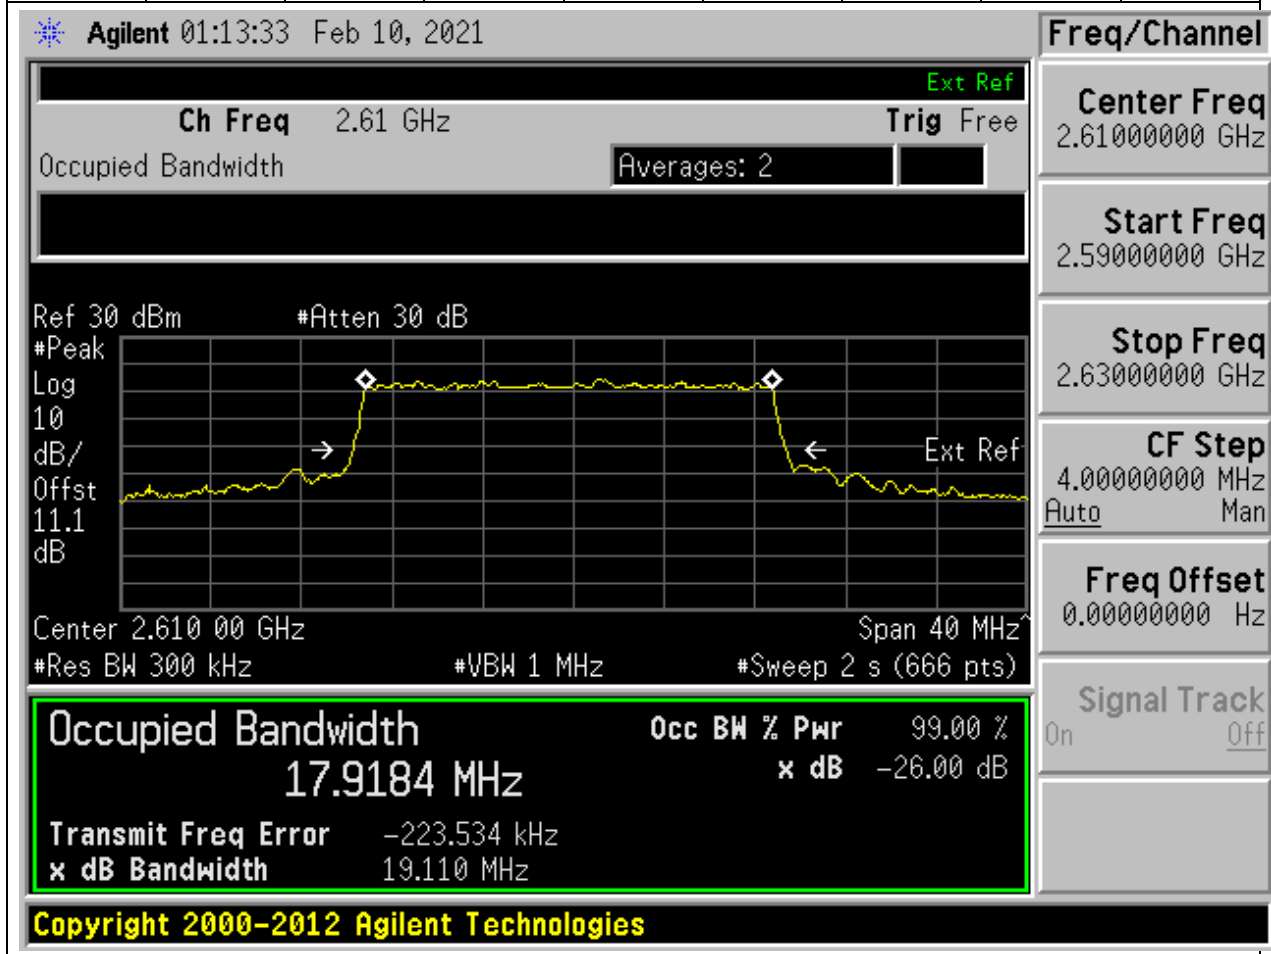 Agilent 01:13:33 Feb 10, 2021
Freq/Channel
Ext Ref
Ch Freq 2.61 GHz Trig Free
Occupied Bandwidth Averages: 2
Center Freq
2.61000000 GHz
Start Freq
2.59000000 GHz
Stop Freq
2.63000000 GHz
CF Step
4.00000000 MHz
Auto Man
Freq Offset
0.00000000 Hz
Signal Track
On Off
Ref 30 dBm #Atten 30 dB
#Peak
Log
10
dB/
Offst
11.1
dB
Ext Ref
Center 2.610 00 GHz Span 40 MHz^
#Res BW 300 kHz #VBW 1 MHz #Sweep 2 s (666 pts)
Occupied Bandwidth Occ BW % Pwr 99.00 %
17.9184 MHz x dB -26.00 dB
Transmit Freq Error -223.534 kHz
x dB Bandwidth 19.110 MHz
Copyright 2000-2012 Agilent Technologies